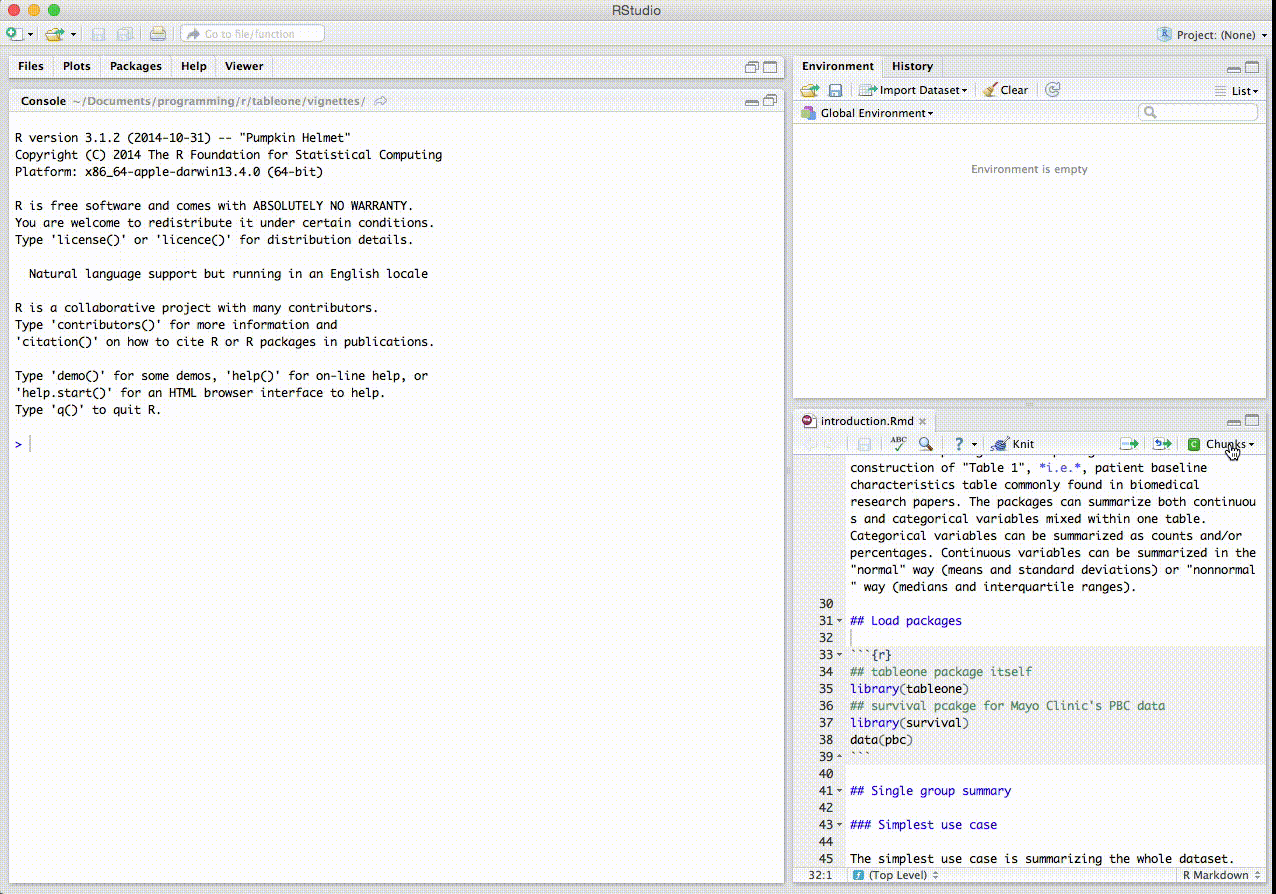 RStudio
Go to file/function
Project: (None)
Files Plots Packages Help Viewer
Console ~/Documents/programming/r/tableone/vignettes/
R version 3.1.2 (2014-10-31) -- "Pumpkin Helmet"
Copyright (C) 2014 The R Foundation for Statistical Computing
Platform: x86_64-apple-darwin13.4.0 (64-bit)
R is free software and comes with ABSOLUTELY NO WARRANTY.
You are welcome to redistribute it under certain conditions.
Type 'license()' or 'licence()' for distribution details.
Natural language support but running in an English locale
R is a collaborative project with many contributors.
Type 'contributors()' for more information and
'citation()' on how to cite R or R packages in publications.
Type 'demo()' for some demos, 'help()' for on-line help, or
'help.start()' for an HTML browser interface to help.
Type 'q()' to quit R.
>
Environment History
Import Dataset Clear List
Global Environment
Environment is empty
introduction.Rmd
ABC ? Knit C Chunks
construction of "Table 1", *i.e.*, patient baseline
characteristics table commonly found in biomedical
research papers. The packages can summarize both continuou
s and categorical variables mixed within one table.
Categorical variables can be summarized as counts and/or
percentages. Continuous variables can be summarized in the
"normal" way (means and standard deviations) or "nonnormal
" way (medians and interquartile ranges).
30
31 ## Load packages
32
33 ```{r}
34 ## tableone package itself
35 library(tableone)
36 ## survival pcakge for Mayo Clinic's PBC data
37 library(survival)
38 data(pbc)
39 ```
40
41 ## Single group summary
42
43 ### Simplest use case
44
45 The simplest use case is summarizing the whole dataset.
32:1 (Top Level) R Markdown